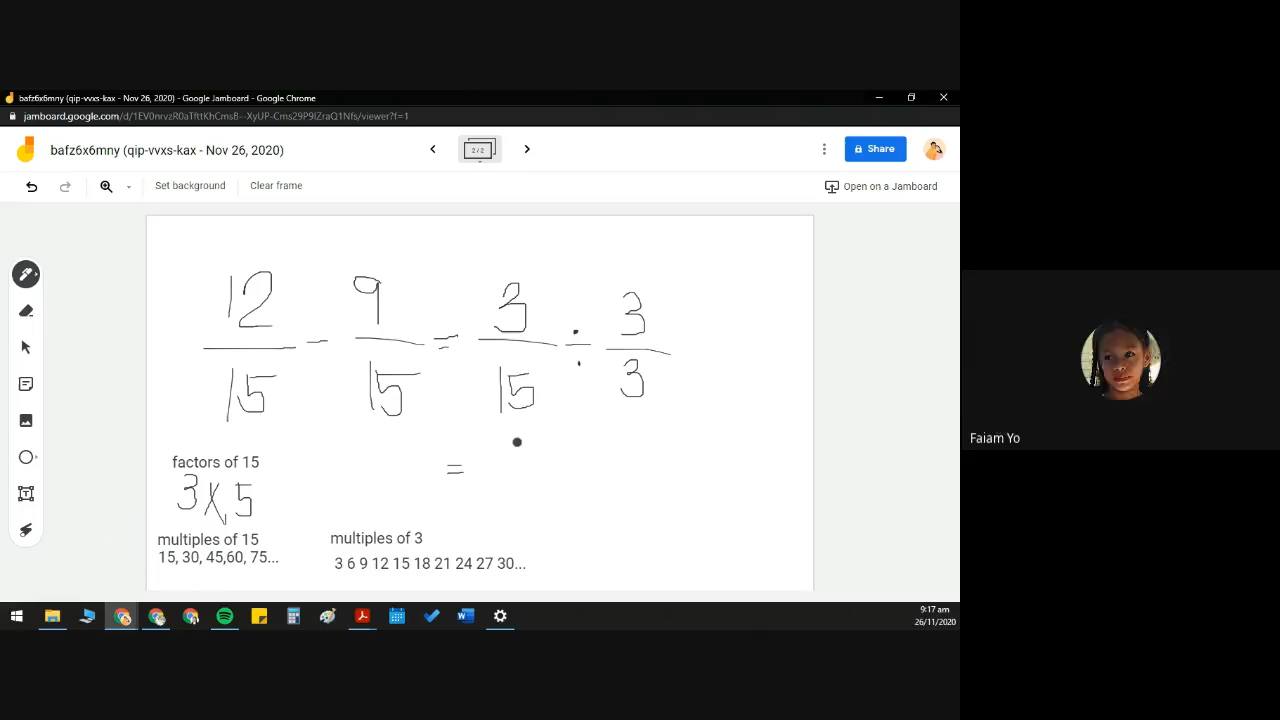 bafz6x6mny (qip-vvxs-kax - Nov 26, 2020) - Google Jamboard - Google Chrome
jamboard.google.com/d/1EV0nrvzR0aTfttKhCmsB--XyUP-Cms29P9lZraQ1Nfs/viewer?f=1
bafz6x6mny (qip-vvxs-kax - Nov 26, 2020)
2/2
Share
Set background
Clear frame
Open on a Jamboard
12/15 - 9/15 = 3/15 ÷ 3/3
=
factors of 15
3 X 5
multiples of 15
15, 30, 45,60, 75...
multiples of 3
3 6 9 12 15 18 21 24 27 30...
Faiam Yo
9:17 am
26/11/2020